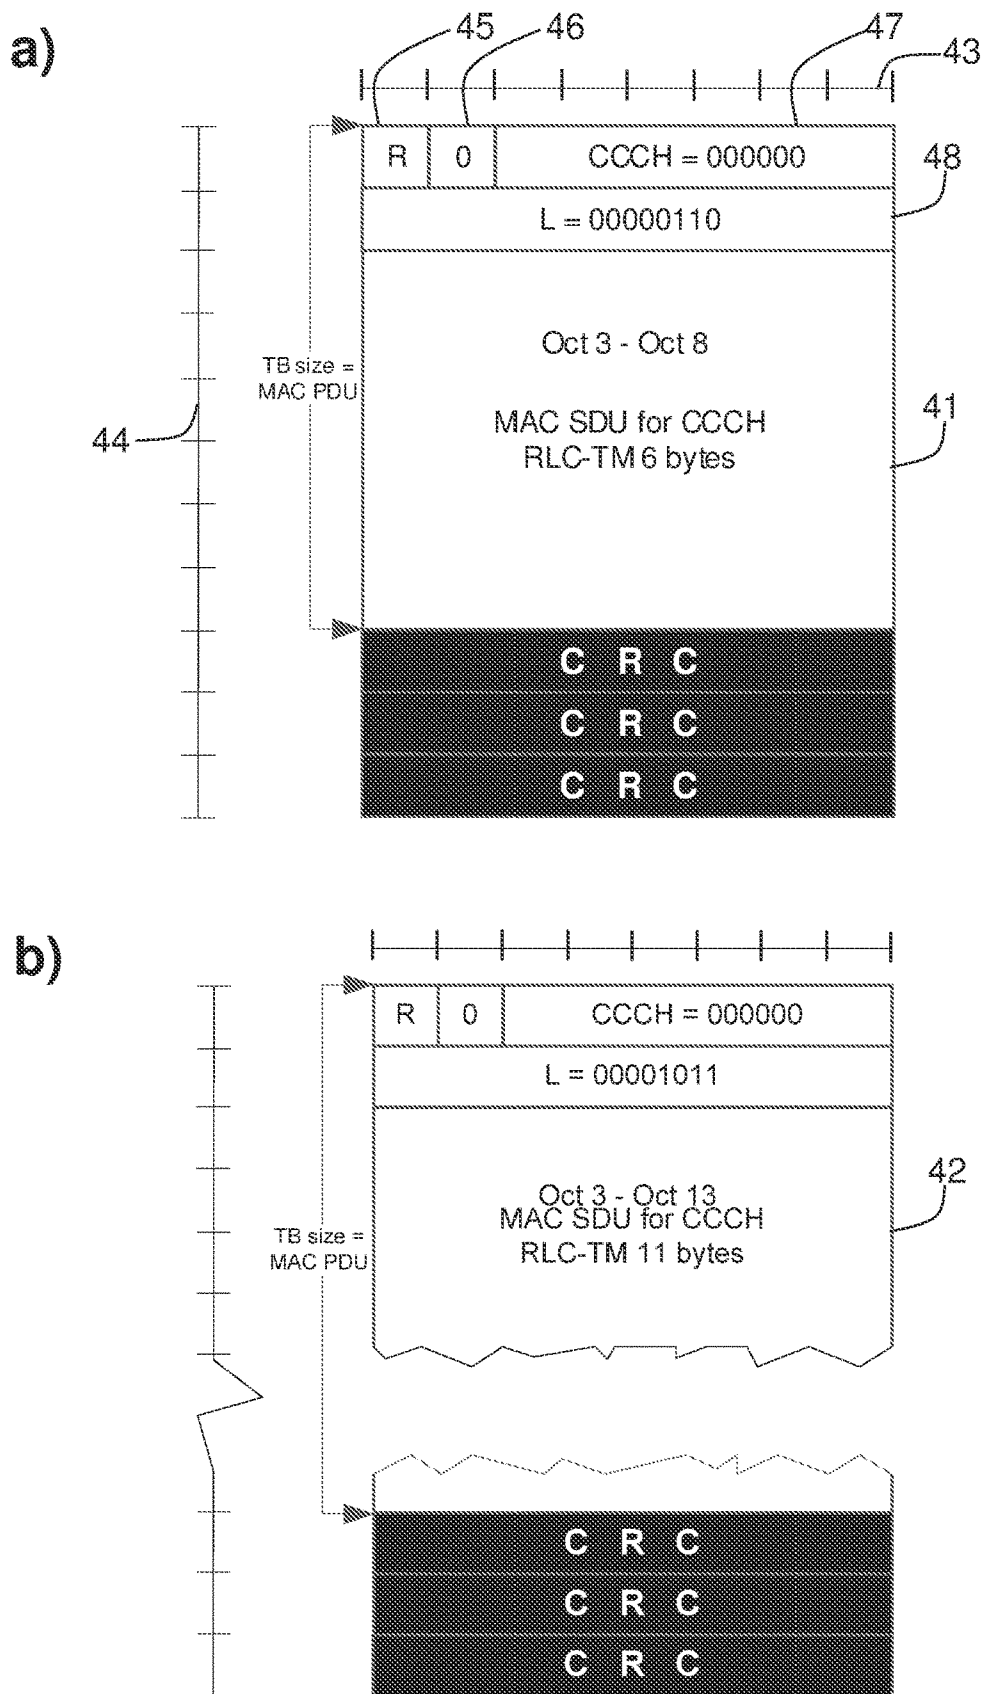 a)
45
46
47
43
R
0
CCCH = 000000
48
L = 00000110
Oct 3 - Oct 8
TB size =
MAC PDU
MAC SDU for CCCH
RLC-TM 6 bytes
41
44
C R C
C R C
C R C
b)
R
0
CCCH = 000000
L = 00001011
42
Oct 3 - Oct 13
MAC SDU for CCCH
RLC-TM 11 bytes
TB size =
MAC PDU
C R C
C R C
C R C